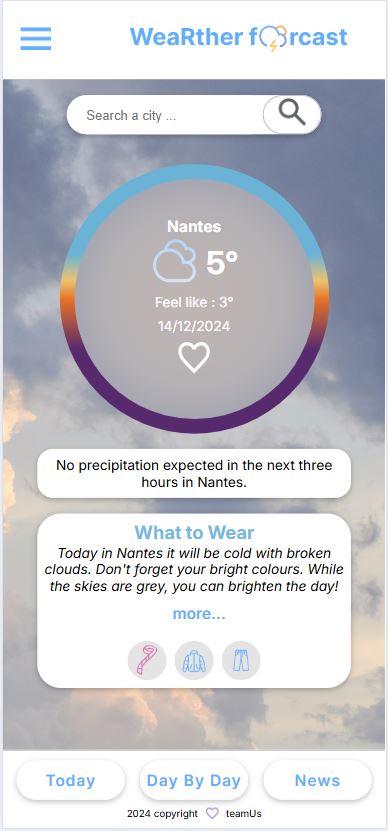 WeaRther f rcast
Search a city ...
Nantes
5°
Feel like : 3°
14/12/2024
No precipitation expected in the next three
hours in Nantes.
What to Wear
Today in Nantes it will be cold with broken
clouds. Don't forget your bright colours. While
the skies are grey, you can brighten the day!
more...
Today
Day By Day
News
2024 copyright teamUs